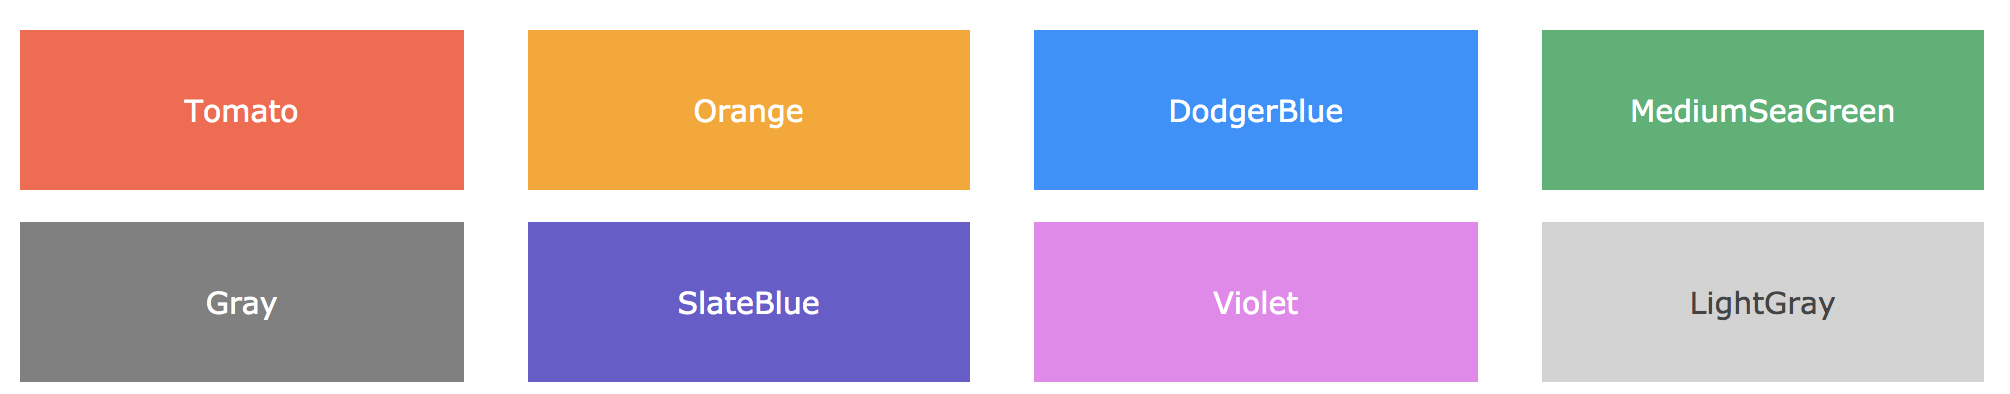 Tomato
Orange
DodgerBlue
MediumSeaGreen
Gray
SlateBlue
Violet
LightGray